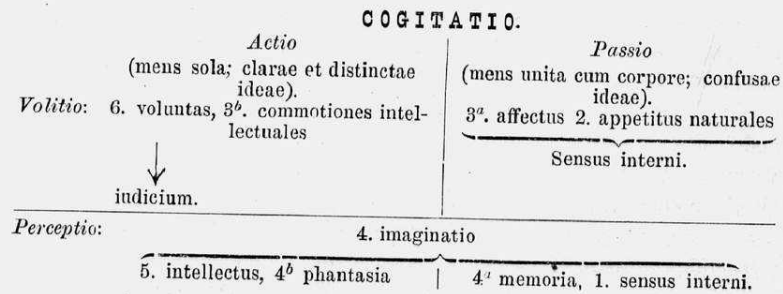 COGITATIO.
Actio
(mens sola; clarae et distinctae
ideae).
Volitio: 6. voluntas, 3ᵇ. commotiones intel-
lectuales
iudicium.
Passio
(mens unita cum corpore; confusae
ideae).
3ᵃ. affectus 2. appetitus naturales
Sensus interni.
Perceptio: 4. imaginatio
5. intellectus, 4ᵇ phantasia | 4ᵃ memoria, 1. sensus interni.